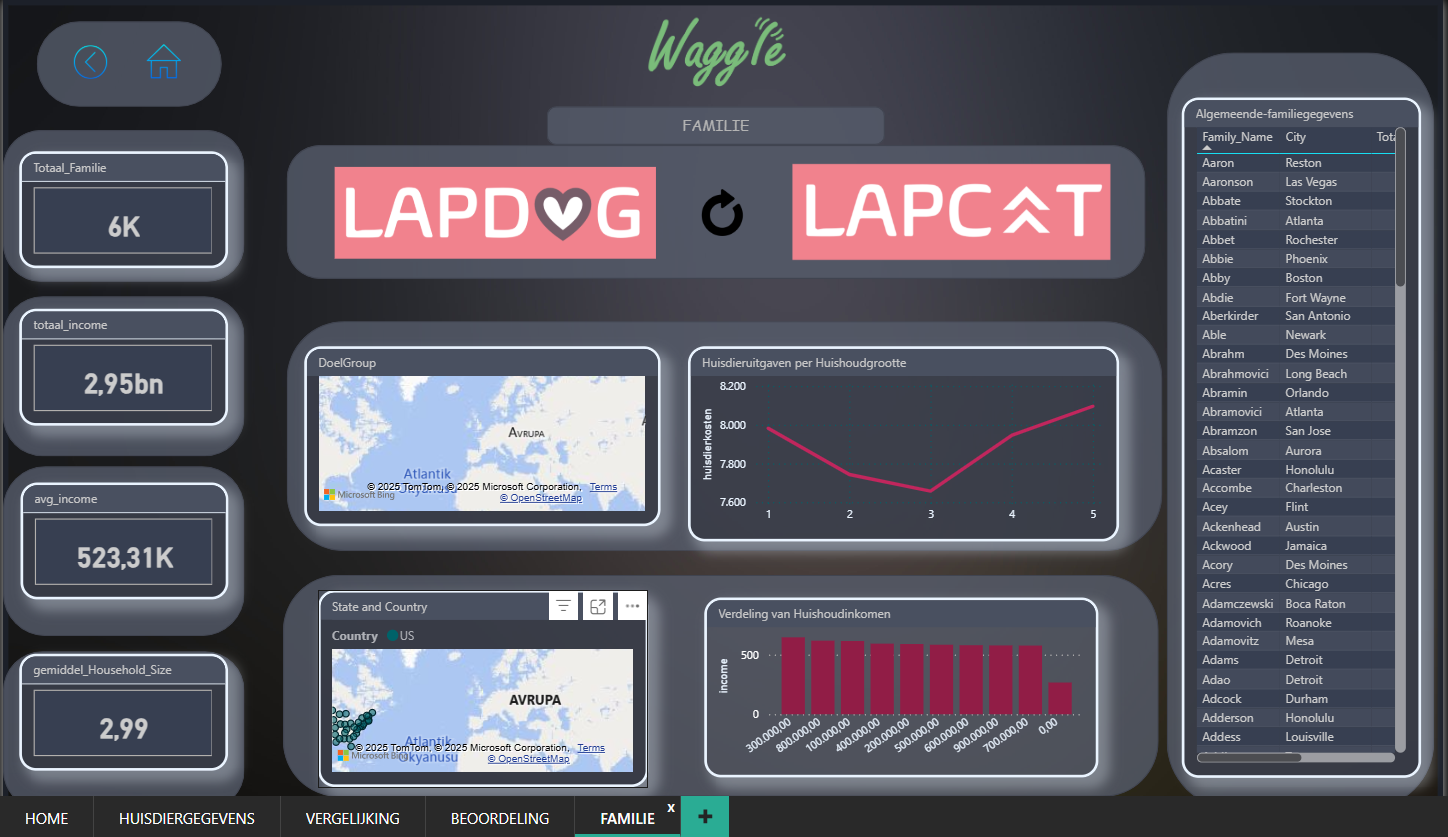 Waggle
FAMILIE
LAPDOG
LAPCAT
Totaal_Familie
6K
totaal_income
2,95bn
avg_income
523,31K
gemiddel_Household_Size
2,99
DoelGroup
AVRUPA
Atlantik
Okyanusu
© 2025 TomTom, © 2025 Microsoft Corporation, Terms
Microsoft Bing
© OpenStreetMap
Huisdieruitgaven per Huishoudgrootte
huisdierkosten
8.200
8.000
7.800
7.600
1 2 3 4 5
State and Country
Country US
AVRUPA
Atlantik
Okyanusu
© 2025 TomTom, © 2025 Microsoft Corporation, Terms
Microsoft Bing
© OpenStreetMap
Verdeling van Huishoudinkomen
income
500
0
300.000,00 800.000,00 100.000,00 400.000,00 200.000,00 500.000,00 600.000,00 900.000,00 700.000,00 0,00
Algemeende-familiegegevens
Family_Name City Tota
Aaron Reston
Aaronson Las Vegas
Abbate Stockton
Abbatini Atlanta
Abbet Rochester
Abbie Phoenix
Abby Boston
Abdie Fort Wayne
Aberkirder San Antonio
Able Newark
Abrahm Des Moines
Abrahmovici Long Beach
Abramin Orlando
Abramovici Atlanta
Abramzon San Jose
Absalom Aurora
Acaster Honolulu
Accombe Charleston
Acey Flint
Ackenhead Austin
Ackwood Jamaica
Acory Des Moines
Acres Chicago
Adamczewski Boca Raton
Adamovich Roanoke
Adamovitz Mesa
Adams Detroit
Adao Detroit
Adcock Durham
Adderson Honolulu
Addess Louisville
HOME HUISDIERGEGEVENS VERGELIJKING BEOORDELING FAMILIE x +